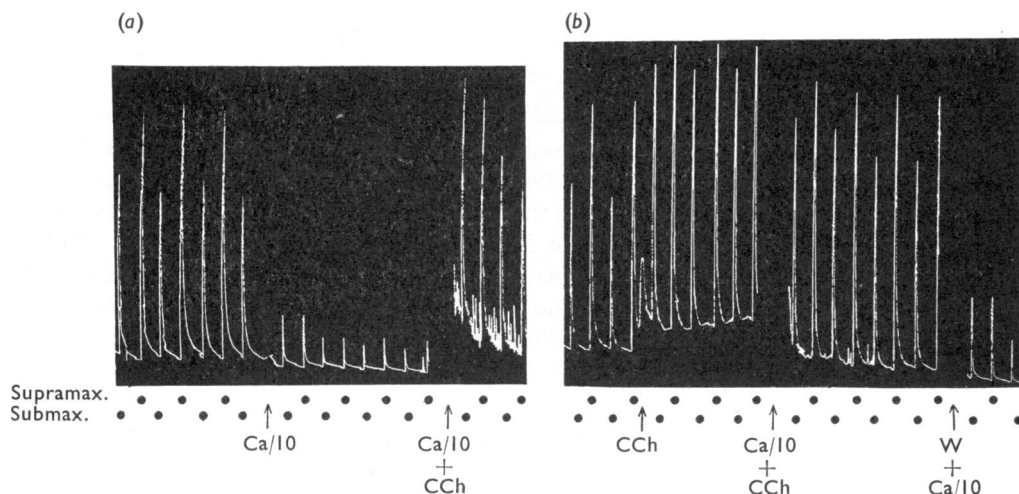 (a) (b)
Supramax.
Submax.
Ca/10 Ca/10 CCh Ca/10 W
+ + +
CCh CCh Ca/10